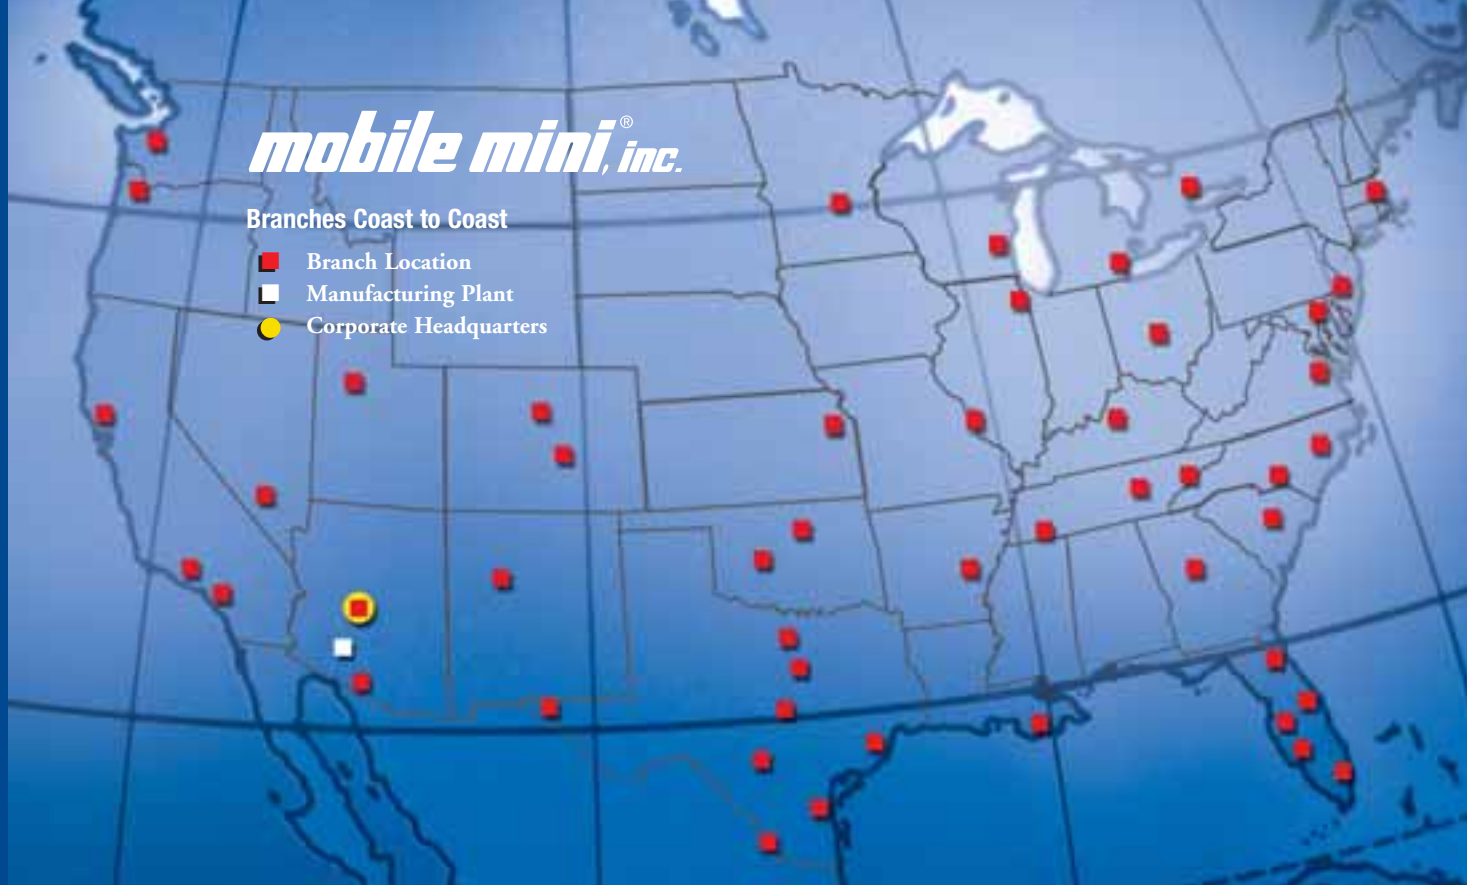 mobile mini, inc.®
Branches Coast to Coast
Branch Location
Manufacturing Plant
Corporate Headquarters